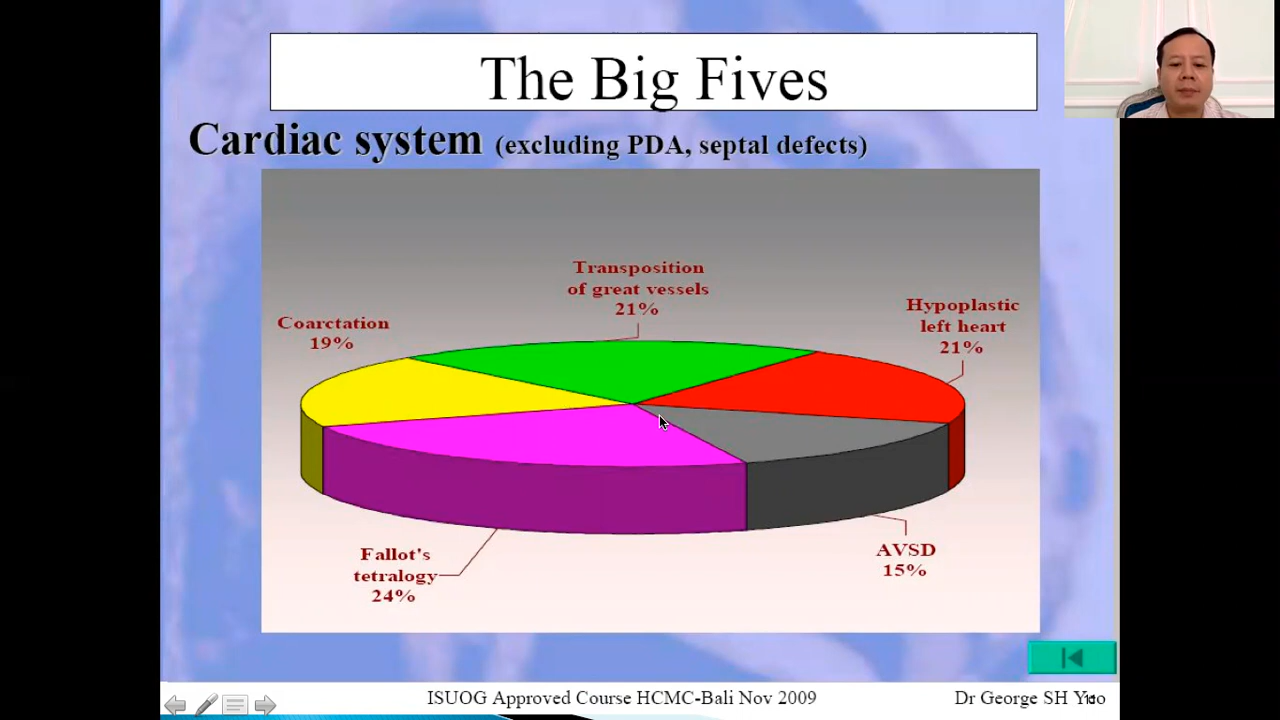 The Big Fives
Cardiac system (excluding PDA, septal defects)
Transposition
of great vessels
21%
Hypoplastic
left heart
21%
Coarctation
19%
Fallot's
tetralogy
24%
AVSD
15%
ISUOG Approved Course HCMC-Bali Nov 2009
Dr George SH Yeo